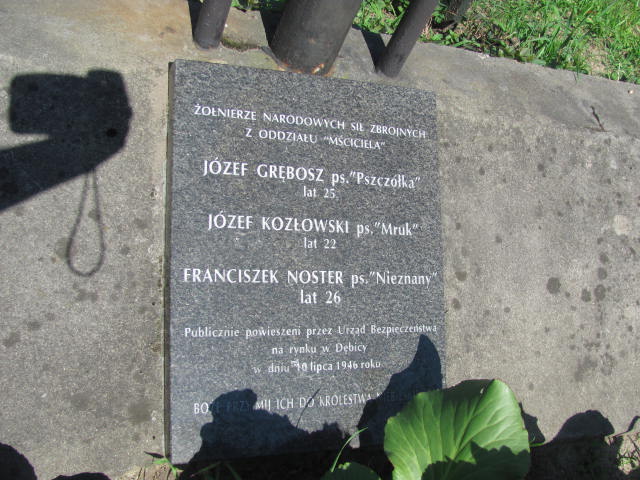 ŻOŁNIERZE NARODOWYCH SIŁ ZBROJNYCH
Z ODDZIAŁU "MŚCICIELA"
JÓZEF GRĘBOSZ ps."Pszczółka"
lat 25
JÓZEF KOZŁOWSKI ps."Mruk"
lat 22
FRANCISZEK NOSTER ps."Nieznany"
lat 26
Publicznie powieszeni przez Urząd Bezpieczeństwa
na rynku w Dębicy
w dniu 10 lipca 1946 roku
BOŻE PRZYJMIJ ICH DO KRÓLESTWA